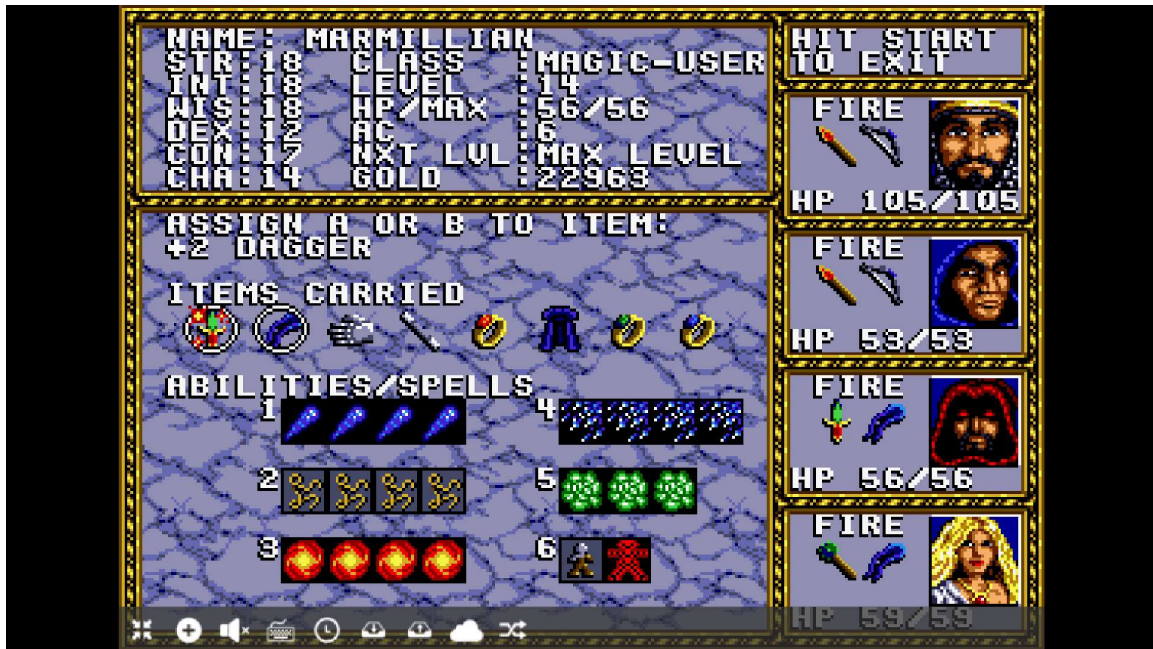 NAME: MARMILLIAN
STR:18 CLASS :MAGIC-USER
INT:18 LEVEL :14
WIS:18 HP/MAX :56/56
DEX:12 AC :6
CON:17 NXT LVL:MAX LEVEL
CHA:14 GOLD :22963
ASSIGN A OR B TO ITEM:
+2 DAGGER
ITEMS CARRIED
ABILITIES/SPELLS
1
4
2
5
3
6
HIT START
TO EXIT
FIRE
HP 105/105
FIRE
HP 53/53
FIRE
HP 56/56
FIRE
HP 59/59